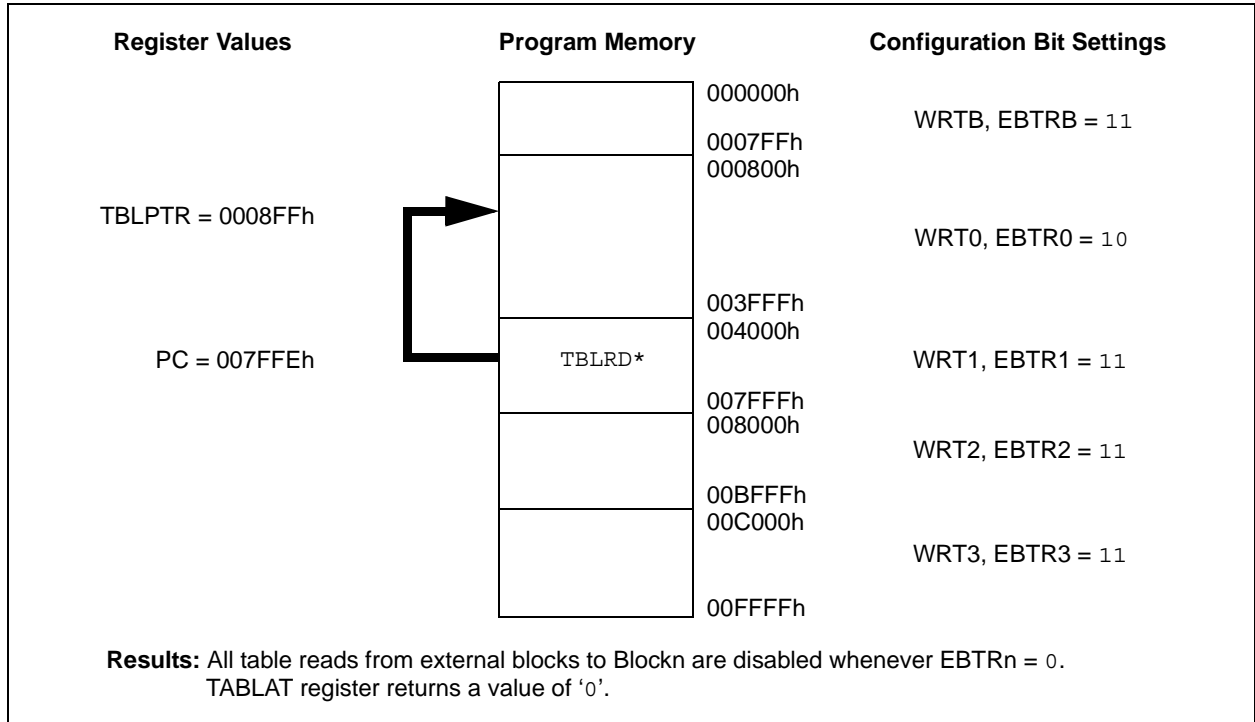 Register Values Program Memory Configuration Bit Settings
000000h
WRTB, EBTRB = 11
0007FFh
000800h
TBLPTR = 0008FFh
WRT0, EBTR0 = 10
003FFFh
004000h
PC = 007FFEh TBLRD* WRT1, EBTR1 = 11
007FFFh
008000h
WRT2, EBTR2 = 11
00BFFFh
00C000h
WRT3, EBTR3 = 11
00FFFFh
Results: All table reads from external blocks to Blockn are disabled whenever EBTRn = 0.
TABLAT register returns a value of ‘0’.